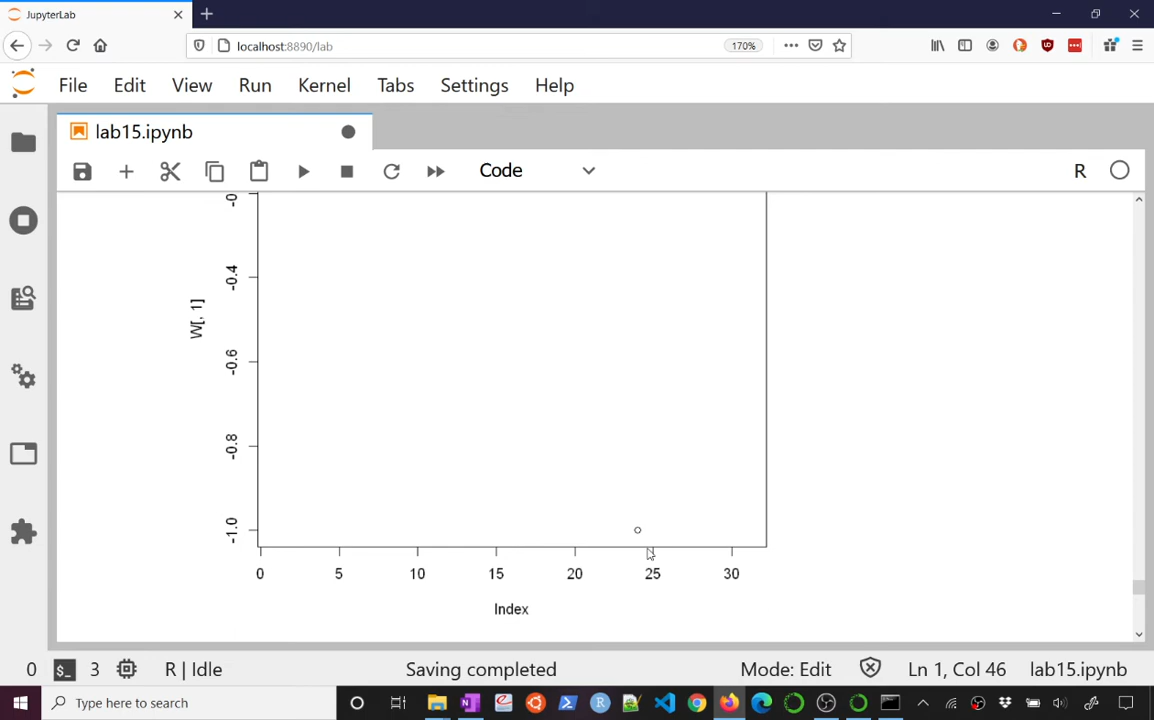 JupyterLab
localhost:8890/lab
170%
File Edit View Run Kernel Tabs Settings Help
lab15.ipynb
Code
R
-0
-0.4
W[, 1]
-0.6
-0.8
-1.0
0 5 10 15 20 25 30
Index
0 3 R | Idle Saving completed Mode: Edit Ln 1, Col 46 lab15.ipynb
Type here to search